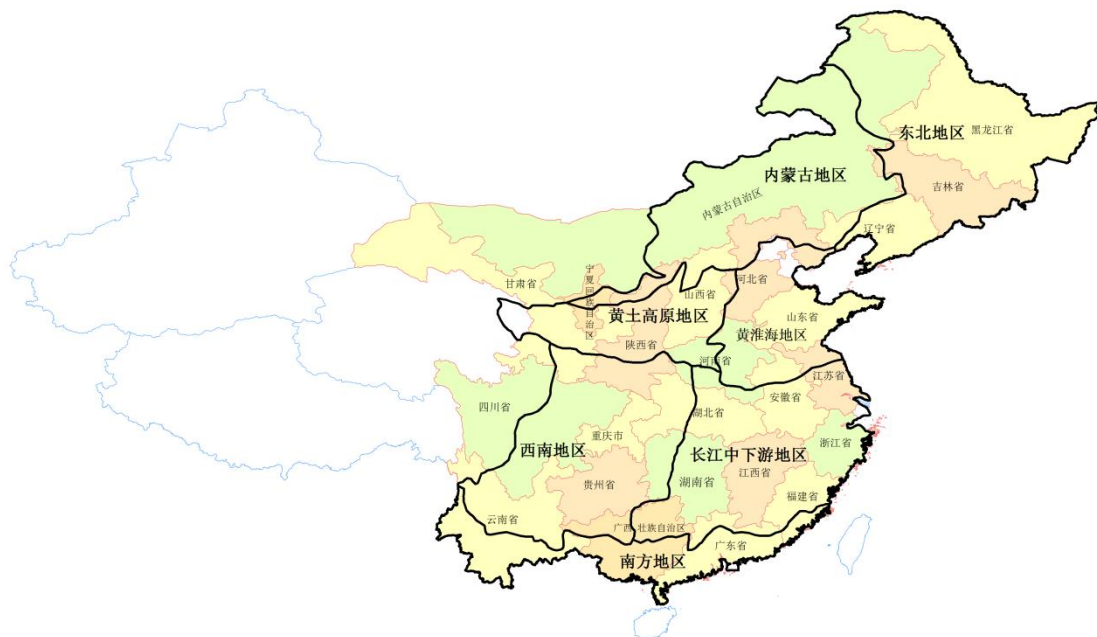 东北地区
黑龙江省
内蒙古地区
吉林省
内蒙古自治区
辽宁省
甘肃省
宁夏回族自治区
河北省
山西省
黄土高原地区
山东省
黄淮海地区
陕西省
河南省
江苏省
四川省
安徽省
湖北省
重庆市
浙江省
西南地区
长江中下游地区
江西省
贵州省
湖南省
福建省
云南省
广西 壮族自治区
广东省
南方地区